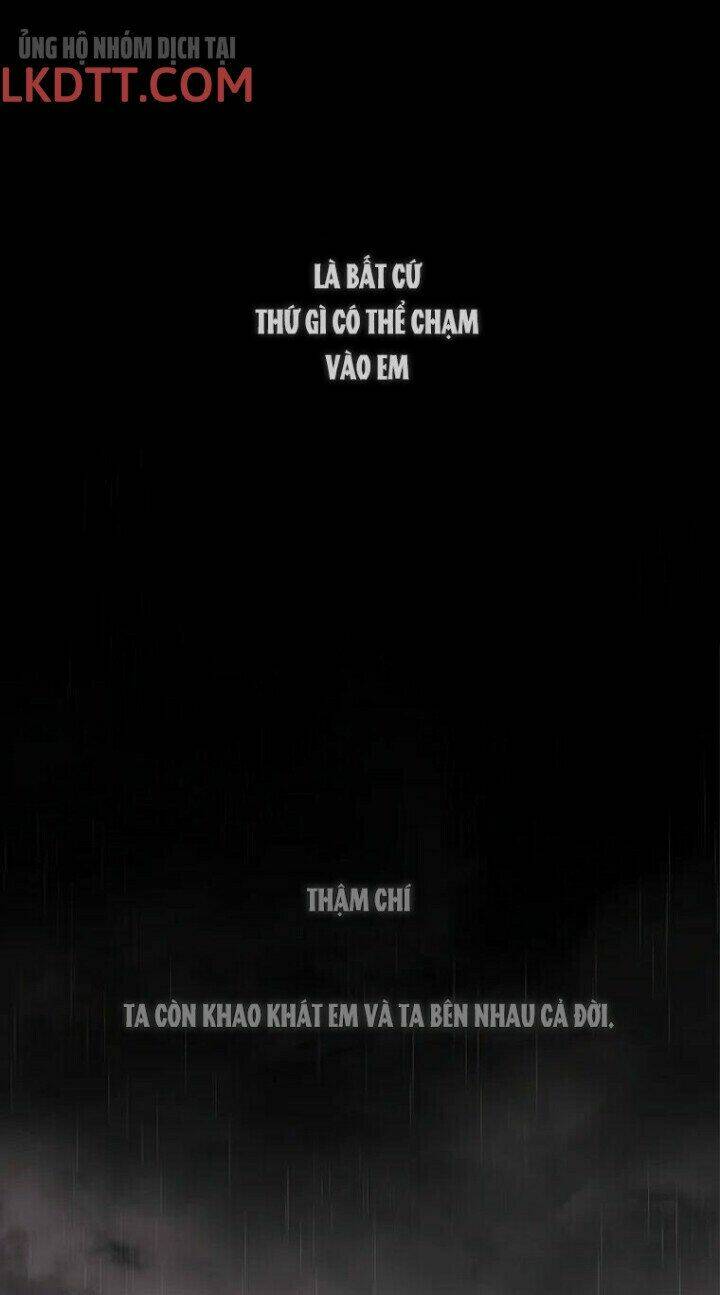 ỦNG HỘ NHÓM DỊCH TẠI
LKDTT.COM
LÀ BẤT CỨ
THỨ GÌ CÓ THỂ CHẠM
VÀO EM
THẬM CHÍ
TA CÒN KHAO KHÁT EM VÀ TA BÊN NHAU CẢ ĐỜI.